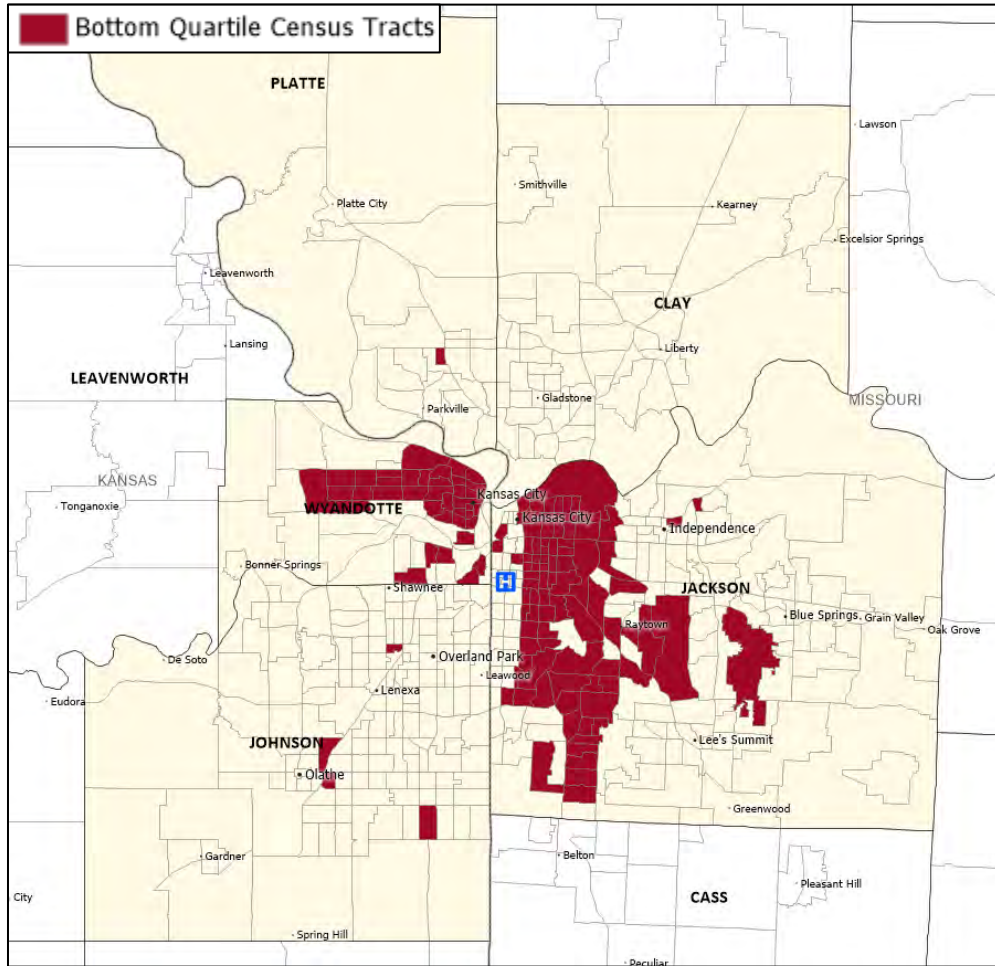 Bottom Quartile Census Tracts
PLATTE
Lawson
Smithville
Platte City
Kearney
Excelsior Springs
Leavenworth
CLAY
Lansing
Liberty
LEAVENWORTH
Gladstone
MISSOURI
Parkville
KANSAS
Kansas City
Tonganoxie
WYANDOTTE
Kansas City
Independence
Bonner Springs
H
Shawnee
JACKSON
Blue Springs
Grain Valley
Raytown
Oak Grove
De Soto
Overland Park
Leawood
Lenexa
Eudora
JOHNSON
Lee's Summit
Olathe
Greenwood
Gardner
Belton
Pleasant Hill
City
CASS
Spring Hill
Peculiar